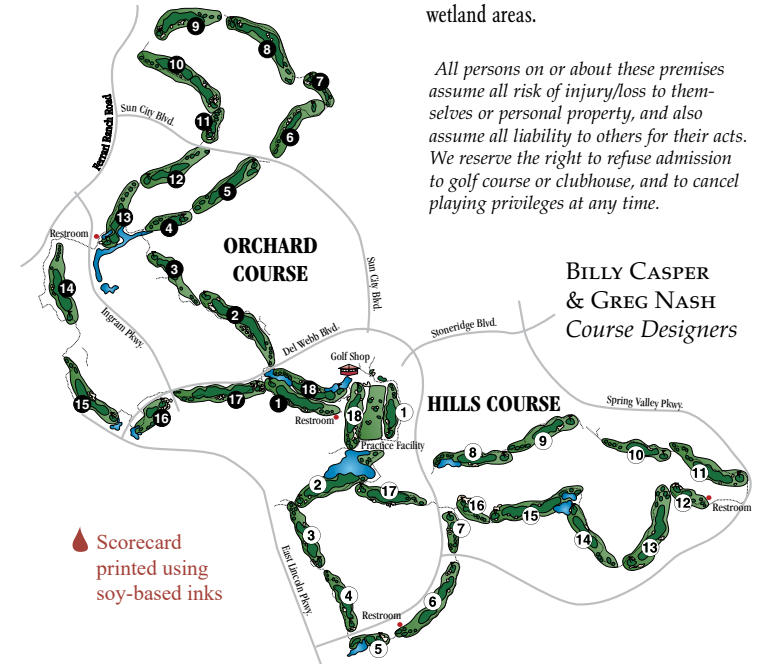 wetland areas.
All persons on or about these premises
assume all risk of injury/loss to them-
selves or personal property, and also
assume all liability to others for their acts.
We reserve the right to refuse admission
to golf course or clubhouse, and to cancel
playing privileges at any time.
BILLY CASPER
& GREG NASH
Course Designers
9
8
10
7
11
6
Ferrari Ranch Road
Sun City Blvd.
12
5
13
4
Restroom
ORCHARD
COURSE
3
14
2
Ingram Pkwy.
Sun City Blvd.
Del Webb Blvd.
Stoneridge Blvd.
Golf Shop
18
17
1
15
16
Restroom
18
1
HILLS COURSE
Spring Valley Pkwy.
Practice Facility
8
9
10
11
2
17
16
15
12
Restroom
3
7
14
13
East Lincoln Pkwy.
4
6
Restroom
5
Scorecard
printed using
soy-based inks